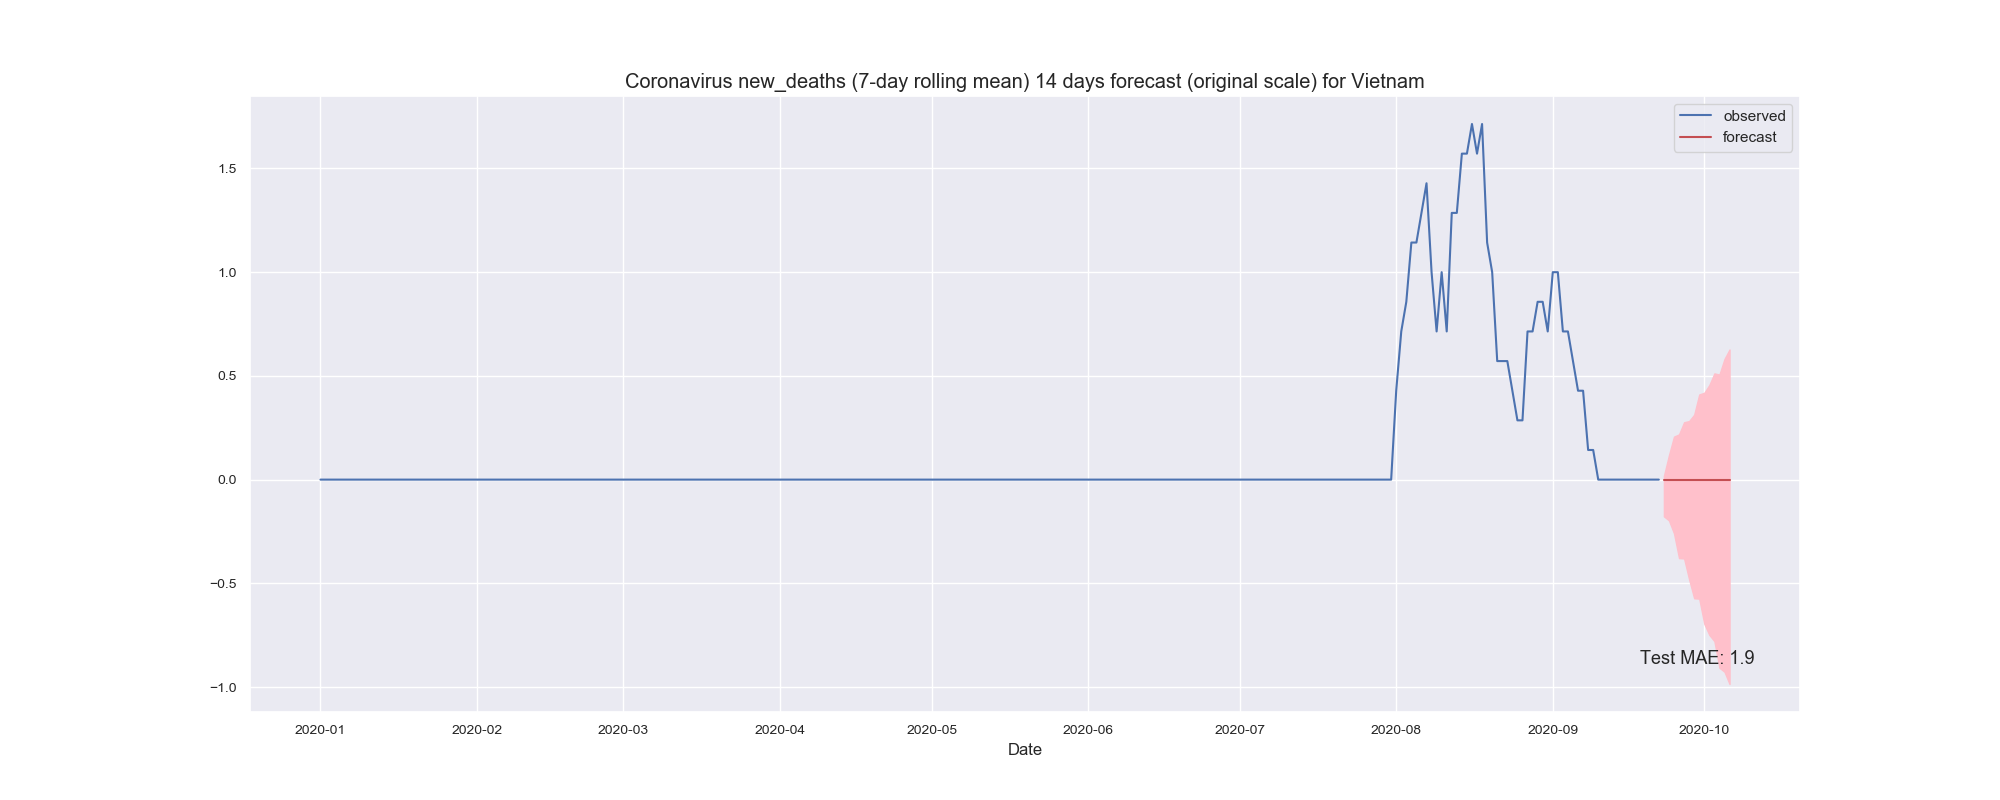 Coronavirus new_deaths (7-day rolling mean) 14 days forecast (original scale) for Vietnam
observed
forecast
1.5
1.0
0.5
0.0
−0.5
−1.0
Test MAE: 1.9
2020-01 2020-02 2020-03 2020-04 2020-05 2020-06 2020-07 2020-08 2020-09 2020-10
Date